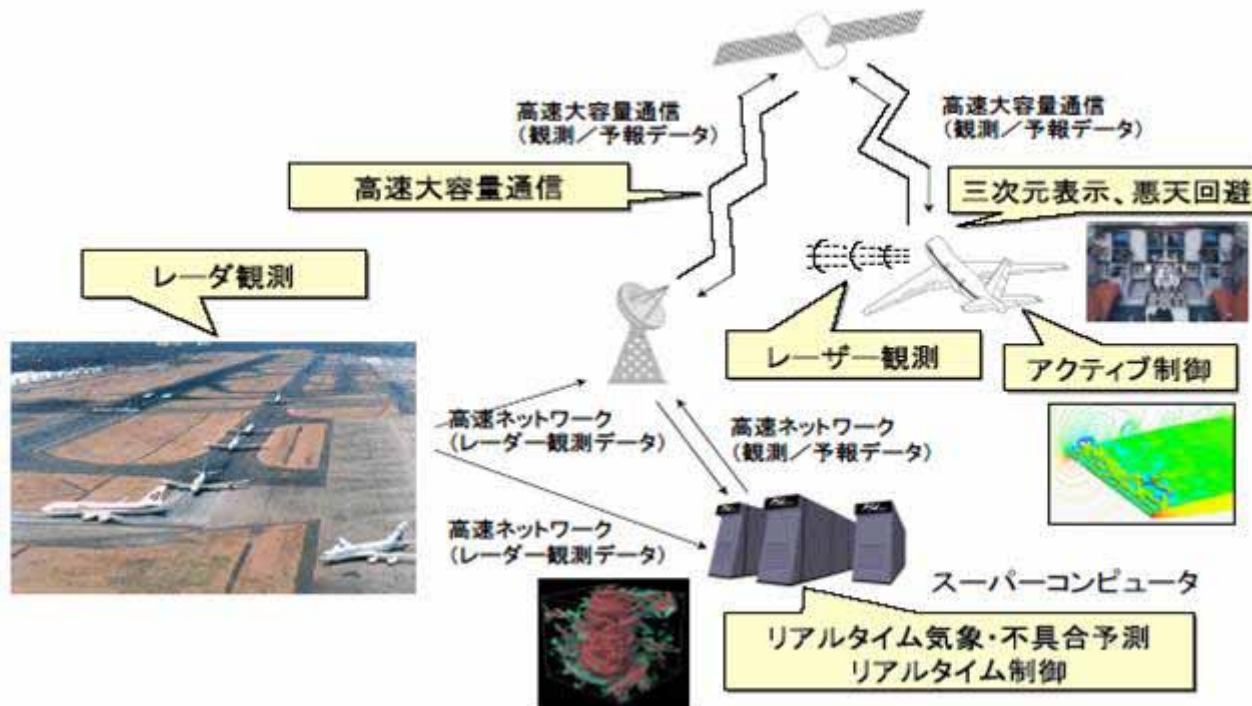 高速大容量通信
(観測／予報データ)
高速大容量通信
(観測／予報データ)
高速大容量通信
三次元表示、悪天回避
レーダ観測
レーザー観測
アクティブ制御
高速ネットワーク
(レーダー観測データ)
高速ネットワーク
(観測／予報データ)
高速ネットワーク
(レーダー観測データ)
スーパーコンピュータ
リアルタイム気象・不具合予測
リアルタイム制御